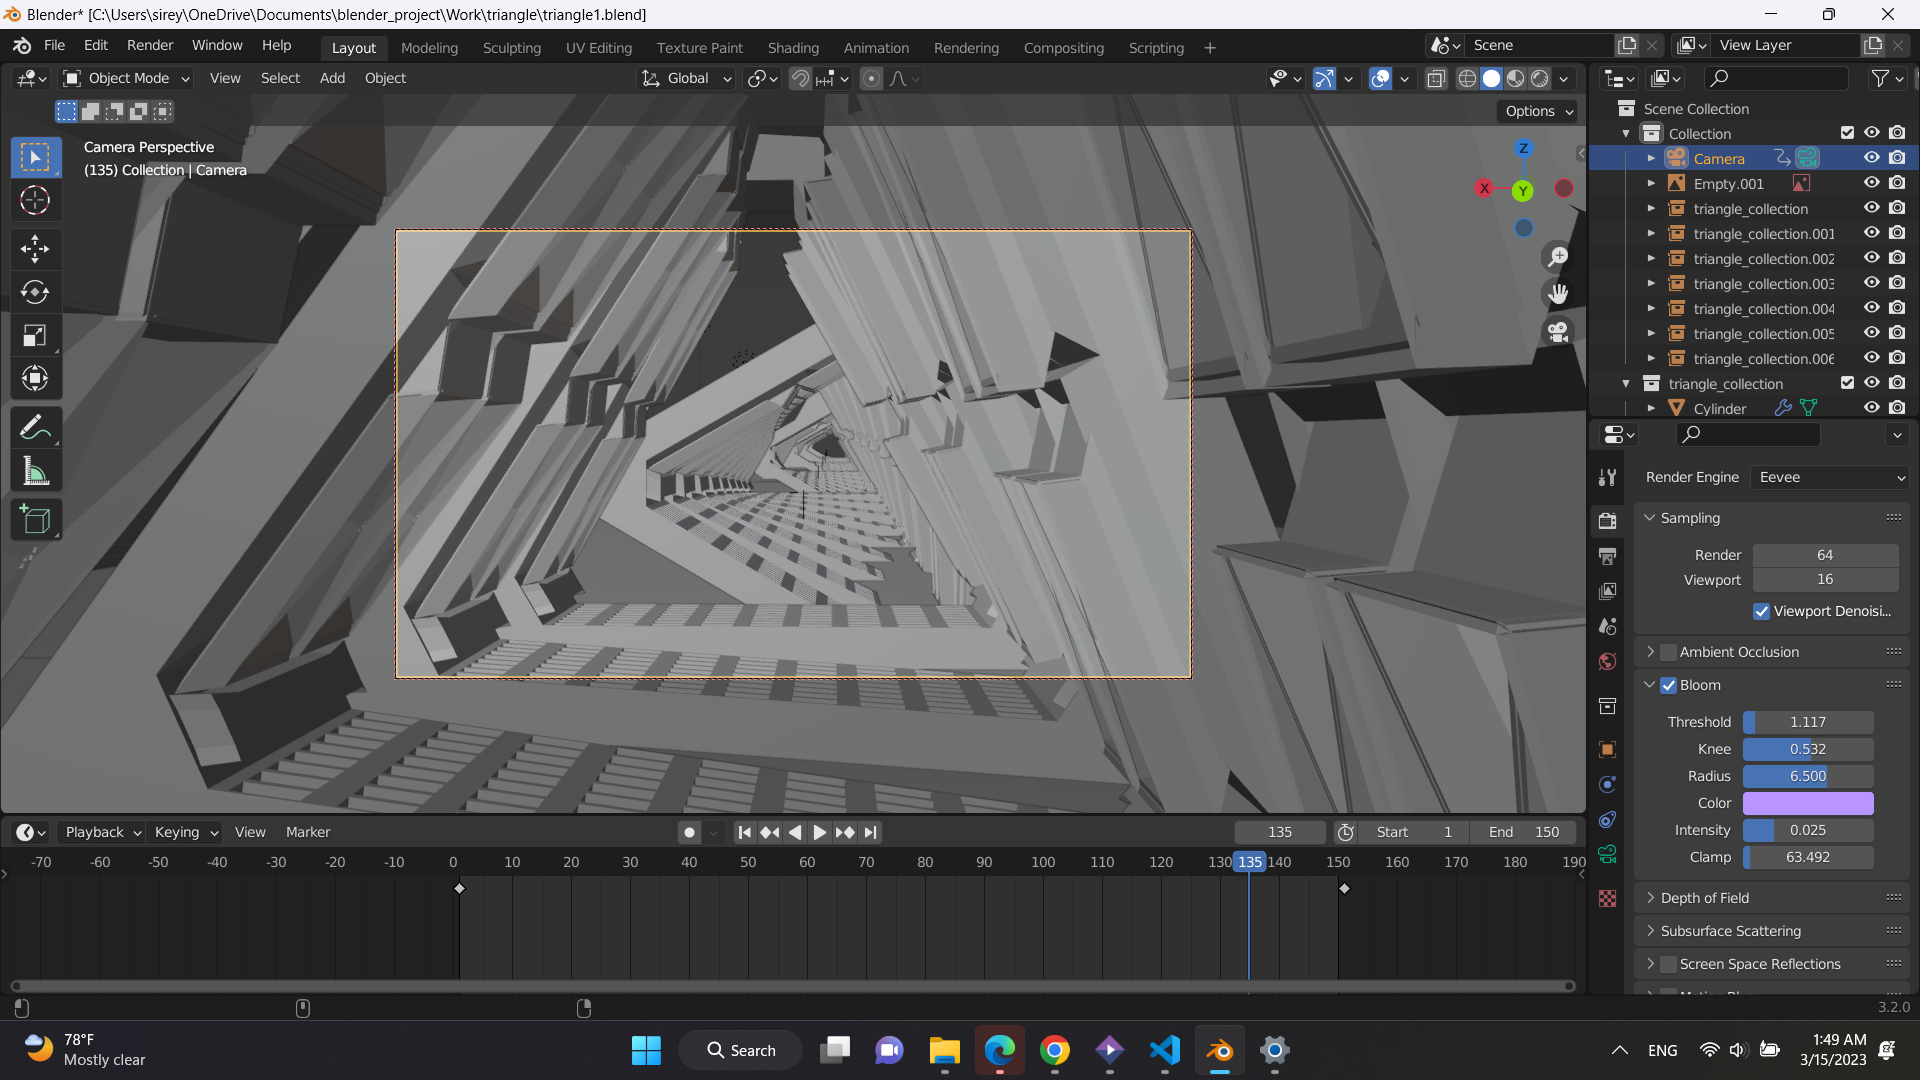 Blender* [C:\Users\sirey\OneDrive\Documents\blender_project\Work\triangle\triangle1.blend]
File Edit Render Window Help Layout Modeling Sculpting UV Editing Texture Paint Shading Animation Rendering Compositing Scripting + Scene View Layer
Object Mode View Select Add Object Global
Options
Camera Perspective
(135) Collection | Camera
Z
X
Y
Scene Collection
Collection
Camera
Empty.001
triangle_collection
triangle_collection.001
triangle_collection.002
triangle_collection.003
triangle_collection.004
triangle_collection.005
triangle_collection.006
triangle_collection
Cylinder
Render Engine Eevee
Sampling
Render 64
Viewport 16
Viewport Denoisi...
Ambient Occlusion
Bloom
Threshold 1.117
Knee 0.532
Radius 6.500
Color
Intensity 0.025
Clamp 63.492
Depth of Field
Subsurface Scattering
Screen Space Reflections
Playback Keying View Marker 135 Start 1 End 150
-70 -60 -50 -40 -30 -20 -10 0 10 20 30 40 50 60 70 80 90 100 110 120 130 135 140 150 160 170 180 190
3.2.0
78°F
Mostly clear
Search
ENG
1:49 AM
3/15/2023